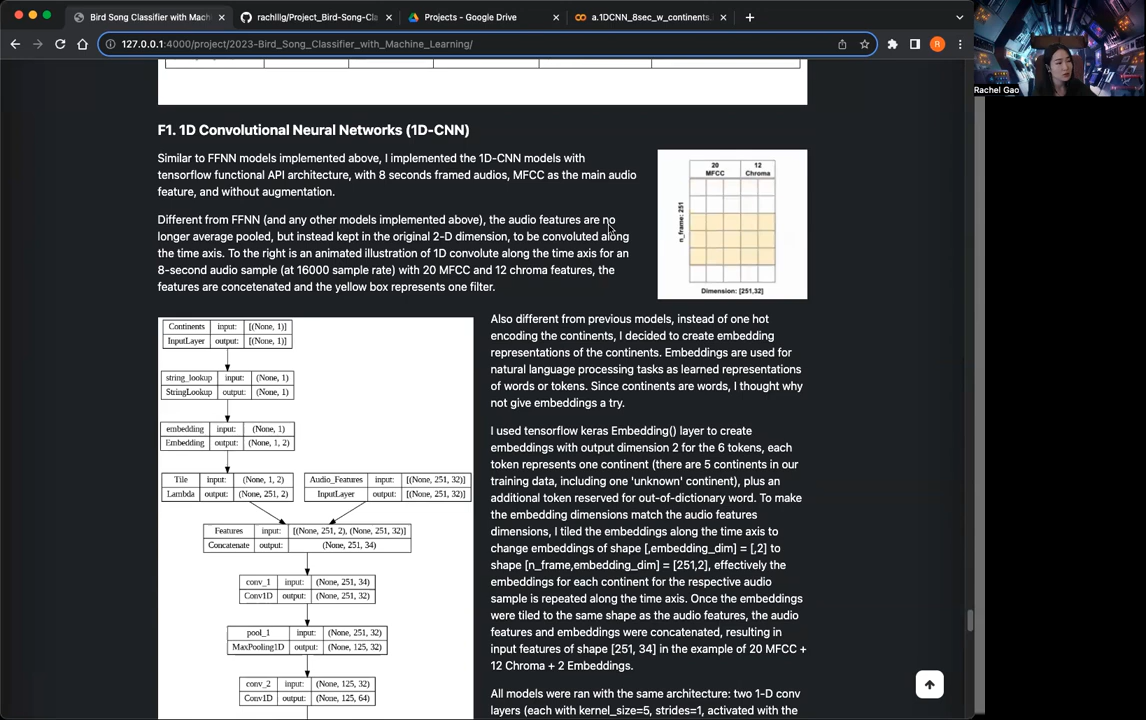 Bird Song Classifier with Mach
rachllg/Project_Bird-Song-Cla
Projects - Google Drive
a.1DCNN_8sec_w_continents.
127.0.0.1:4000/project/2023-Bird_Song_Classifier_with_Machine_Learning/
R
Rachel Gao
F1. 1D Convolutional Neural Networks (1D-CNN)
Similar to FFNN models implemented above, I implemented the 1D-CNN models with
tensorflow functional API architecture, with 8 seconds framed audios, MFCC as the main audio
feature, and without augmentation.
Different from FFNN (and any other models implemented above), the audio features are no
longer average pooled, but instead kept in the original 2-D dimension, to be convoluted along
the time axis. To the right is an animated illustration of 1D convolute along the time axis for an
8-second audio sample (at 16000 sample rate) with 20 MFCC and 12 chroma features, the
features are concetenated and the yellow box represents one filter.
20 12
MFCC Chroma
n_frame: 251
Dimension: [251,32]
Continents input: [(None, 1)]
InputLayer output: [(None, 1)]
string_lookup input: (None, 1)
StringLookup output: (None, 1)
embedding input: (None, 1)
Embedding output: (None, 1, 2)
Tile input: (None, 1, 2)
Lambda output: (None, 251, 2)
Audio_Features input: [(None, 251, 32)]
InputLayer output: [(None, 251, 32)]
Features input: [(None, 251, 2), (None, 251, 32)]
Concatenate output: (None, 251, 34)
conv_1 input: (None, 251, 34)
Conv1D output: (None, 251, 32)
pool_1 input: (None, 251, 32)
MaxPooling1D output: (None, 125, 32)
conv_2 input: (None, 125, 32)
Conv1D output: (None, 125, 64)
Also different from previous models, instead of one hot
encoding the continents, I decided to create embedding
representations of the continents. Embeddings are used for
natural language processing tasks as learned representations
of words or tokens. Since continents are words, I thought why
not give embeddings a try.
I used tensorflow keras Embedding() layer to create
embeddings with output dimension 2 for the 6 tokens, each
token represents one continent (there are 5 continents in our
training data, including one 'unknown' continent), plus an
additional token reserved for out-of-dictionary word. To make
the embedding dimensions match the audio features
dimensions, I tiled the embeddings along the time axis to
change embeddings of shape [,embedding_dim] = [,2] to
shape [n_frame,embedding_dim] = [251,2], effectively the
embeddings for each continent for the respective audio
sample is repeated along the time axis. Once the embeddings
were tiled to the same shape as the audio features, the audio
features and embeddings were concatenated, resulting in
input features of shape [251, 34] in the example of 20 MFCC +
12 Chroma + 2 Embeddings.
All models were ran with the same architecture: two 1-D conv
layers (each with kernel_size=5, strides=1, activated with the